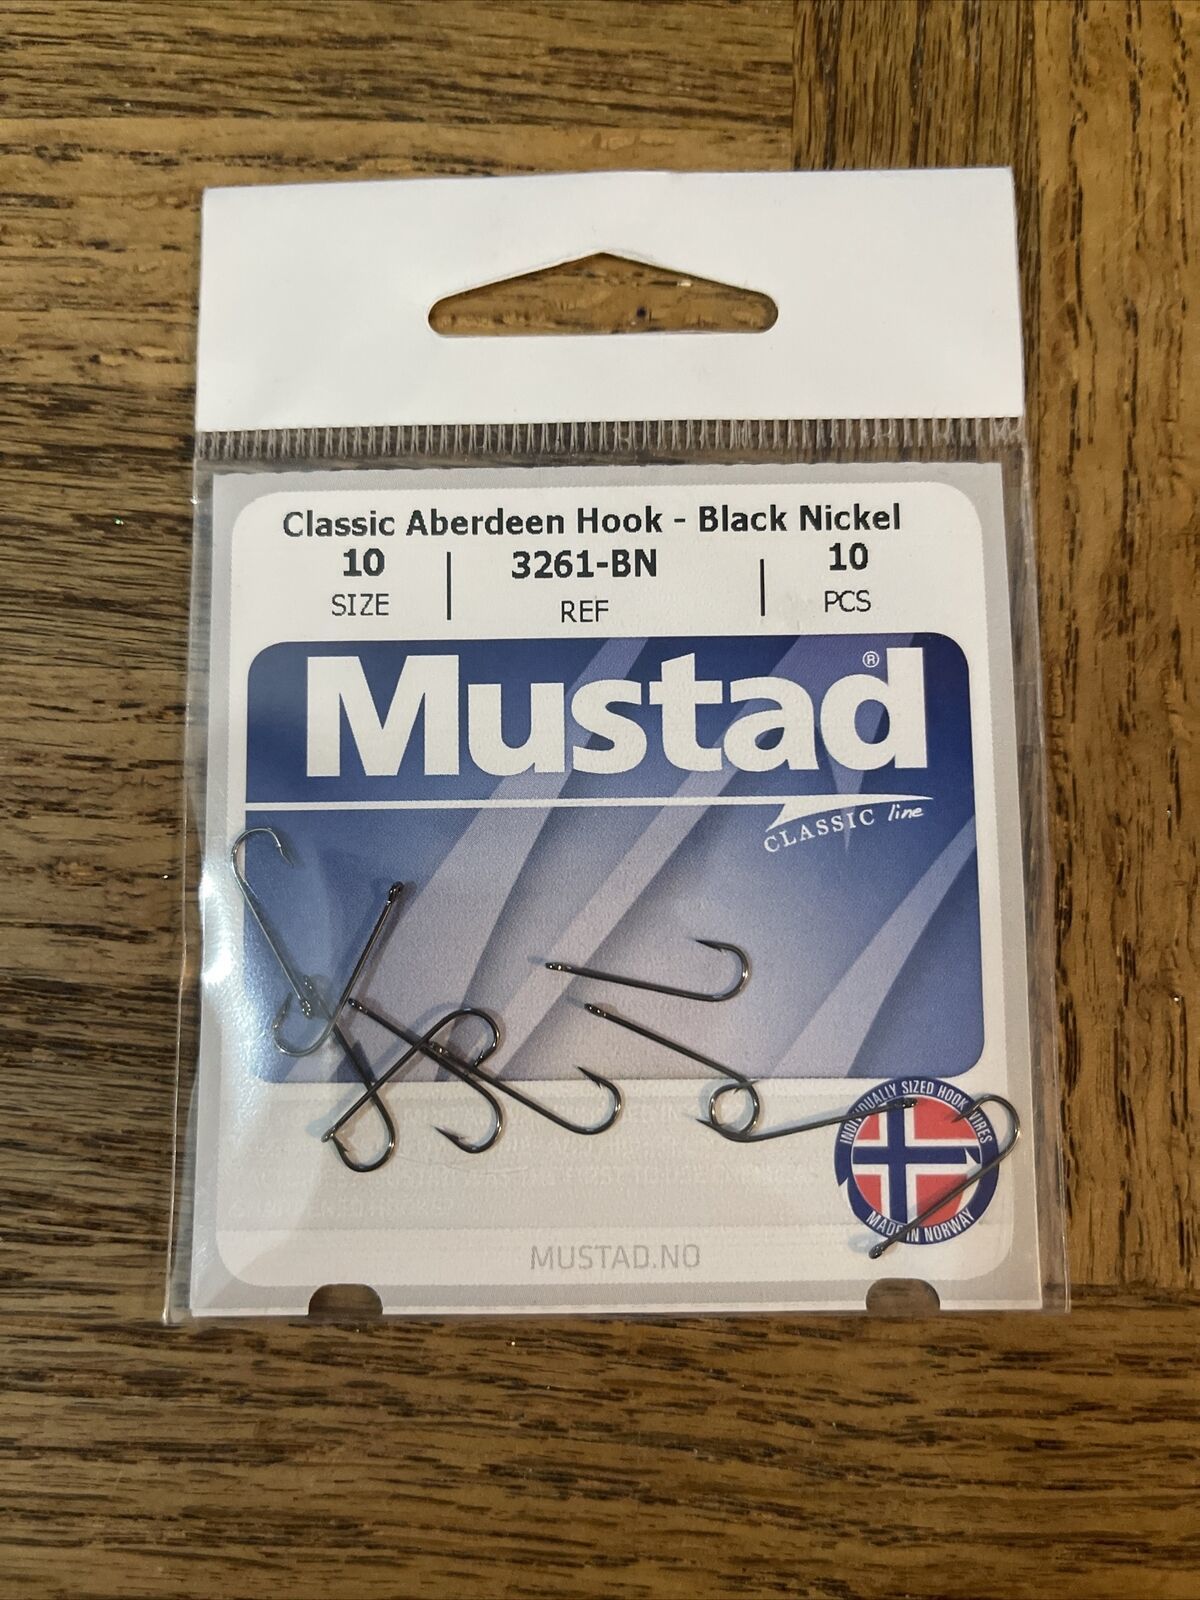 Classic Aberdeen Hook - Black Nickel
10 3261-BN 10
SIZE REF PCS
Mustad®
CLASSIC line
INDIVIDUALLY SIZED HOOK WIRES
MADE IN NORWAY
MUSTAD.NO